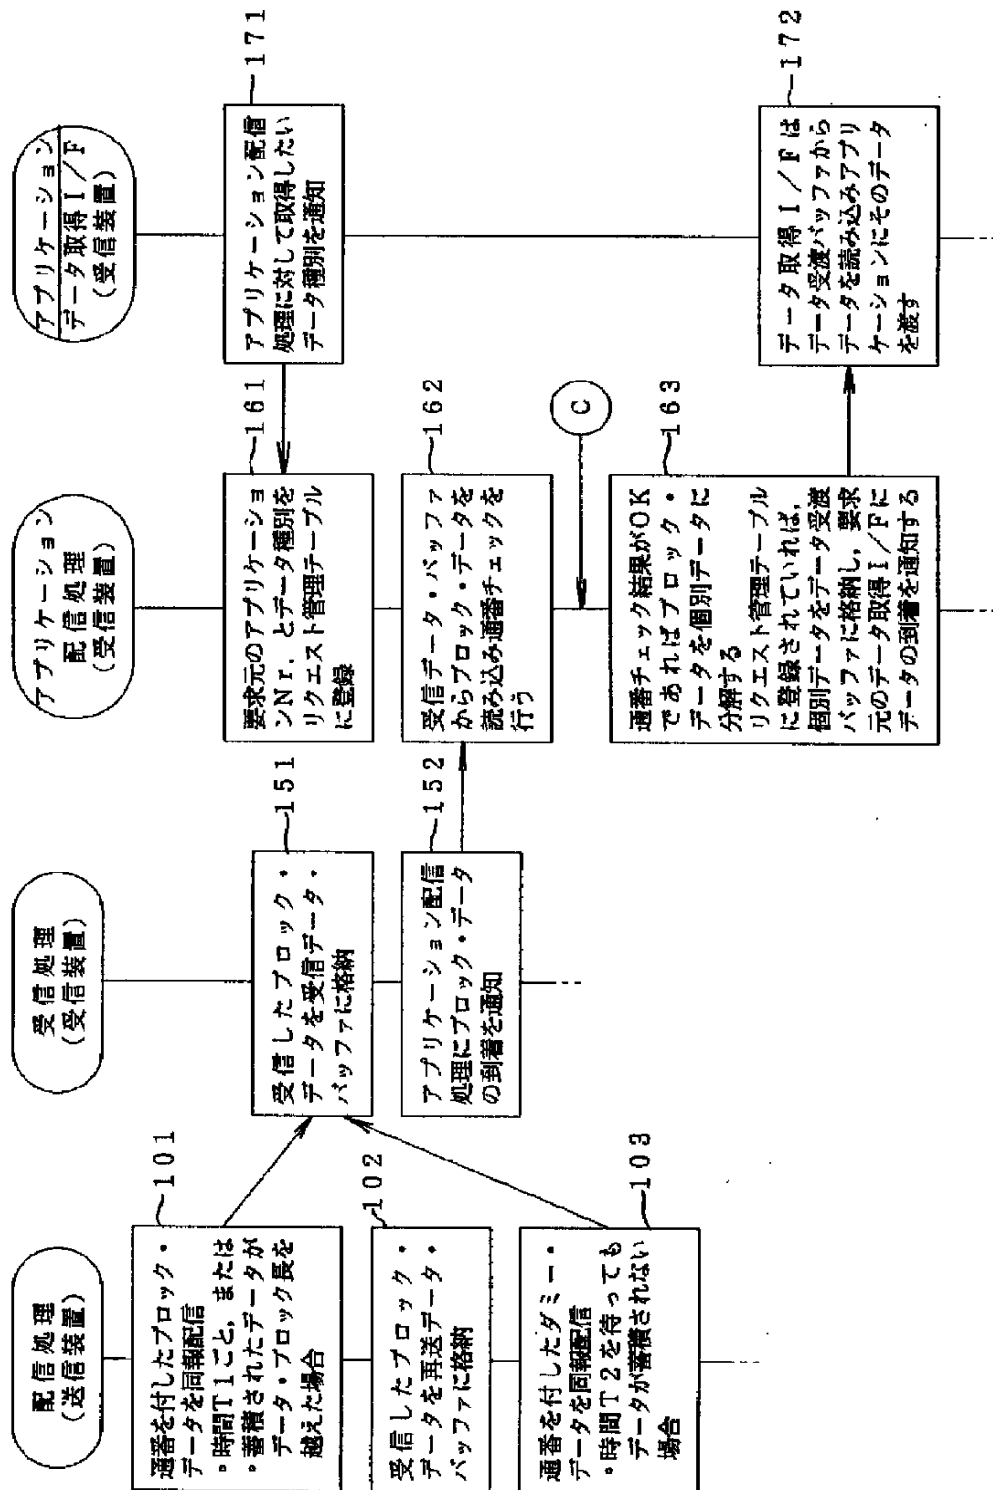 配信処理
(送信装置)
通番を付したブロック・
データを同報配信
・時間T1ごと,または
・蓄積されたデータが
データ・ブロック長を
越えた場合
101
受信したブロック・
データを再送データ・
バッファに格納
102
通番を付したダミー・
データを同報配信
・時間T2を待っても
データが蓄積されない
場合
103
受信処理
(受信装置)
受信したブロック・
データを受信データ・
バッファに格納
151
アプリケーション配信
処理にブロック・データ
の到着を通知
152
アプリケーション
配信処理
(受信装置)
要求元のアプリケーショ
ンNr.とデータ種別を
リクエスト管理テーブル
に登録
161
受信データ・バッファ
からブロック・データを
読み込み通番チェックを
行う
162
C
通番チェック結果がOK
であればブロック・
データを個別データに
分解する
リクエスト管理テーブル
に登録されていれば,
個別データをデータ受渡
バッファに格納し,要求
元のデータ取得I/Fに
データの到着を通知する
163
アプリケーション
データ取得I/F
(受信装置)
アプリケーション配信
処理に対して取得したい
データ種別を通知
171
データ取得I/Fは
データ受渡バッファから
データを読み込みアプリ
ケーションにそのデータ
を渡す
172